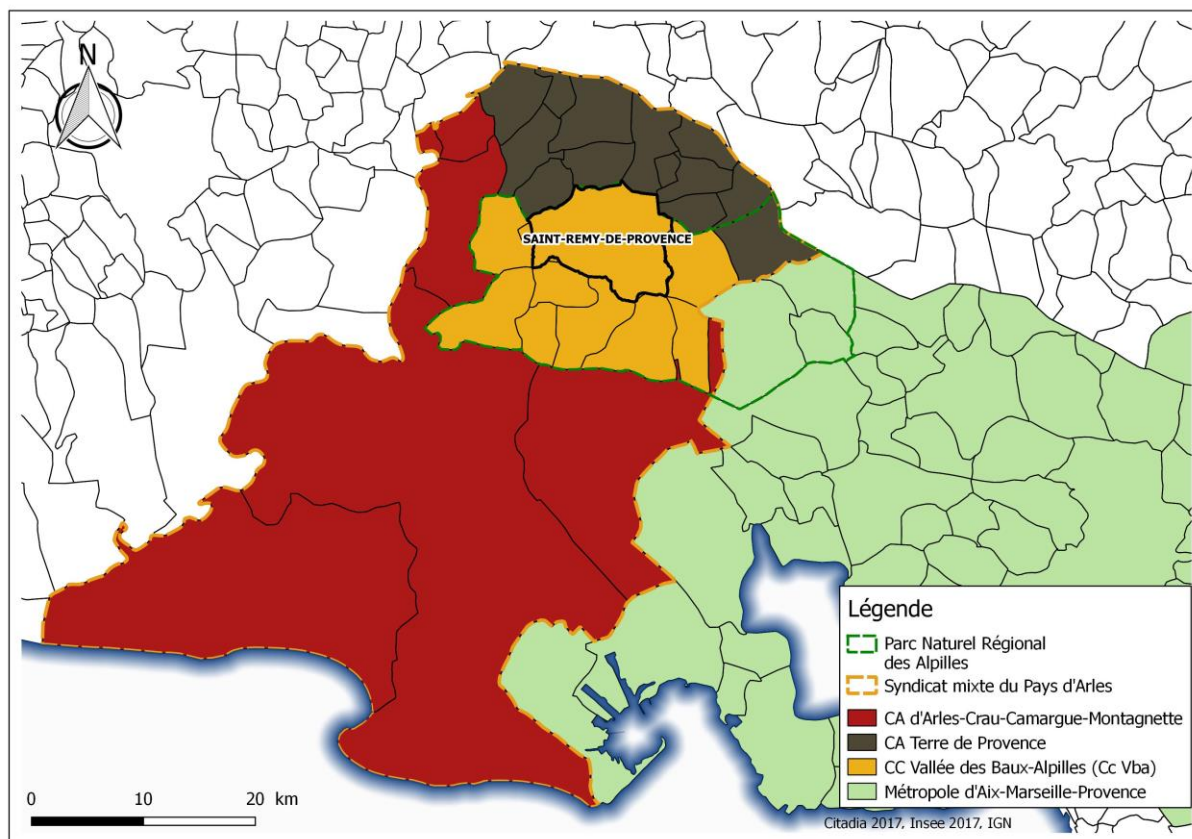 N
SAINT-REMY-DE-PROVENCE
Légende
Parc Naturel Régional
des Alpilles
Syndicat mixte du Pays d'Arles
CA d'Arles-Crau-Camargue-Montagnette
CA Terre de Provence
CC Vallée des Baux-Alpilles (Cc Vba)
Métropole d'Aix-Marseille-Provence
0 10 20 km
Citadia 2017, Insee 2017, IGN